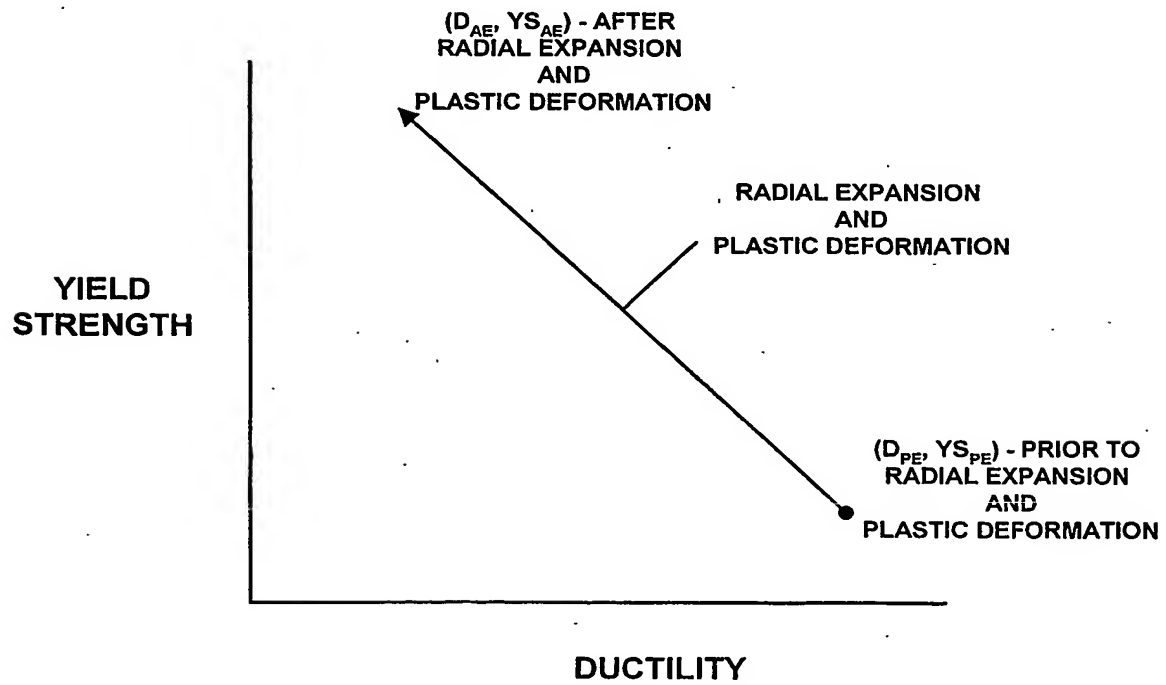 (D_AE, YS_AE) - AFTER
RADIAL EXPANSION
AND
PLASTIC DEFORMATION
RADIAL EXPANSION
AND
PLASTIC DEFORMATION
YIELD
STRENGTH
(D_PE, YS_PE) - PRIOR TO
RADIAL EXPANSION
AND
PLASTIC DEFORMATION
DUCTILITY